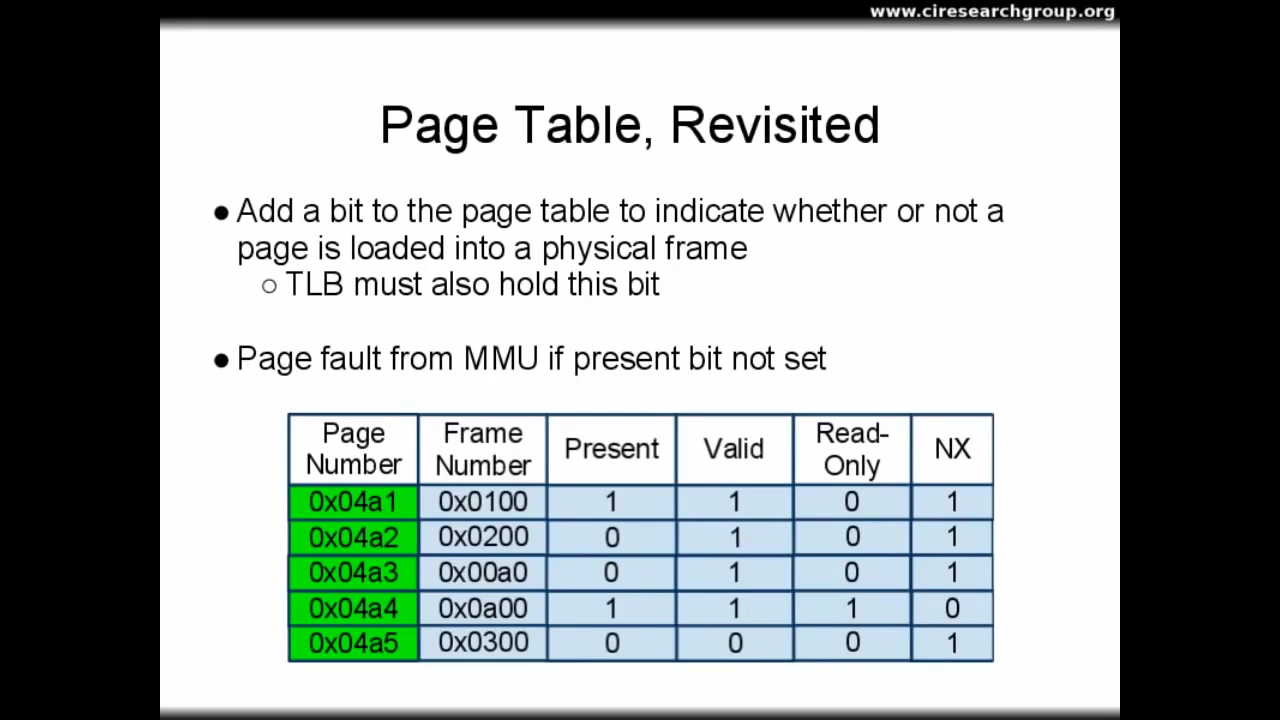 www.ciresearchgroup.org
Page Table, Revisited
● Add a bit to the page table to indicate whether or not a
page is loaded into a physical frame
○ TLB must also hold this bit
● Page fault from MMU if present bit not set
Page Number Frame Number Present Valid Read-Only NX
0x04a1 0x0100 1 1 0 1
0x04a2 0x0200 0 1 0 1
0x04a3 0x00a0 0 1 0 1
0x04a4 0x0a00 1 1 1 0
0x04a5 0x0300 0 0 0 1